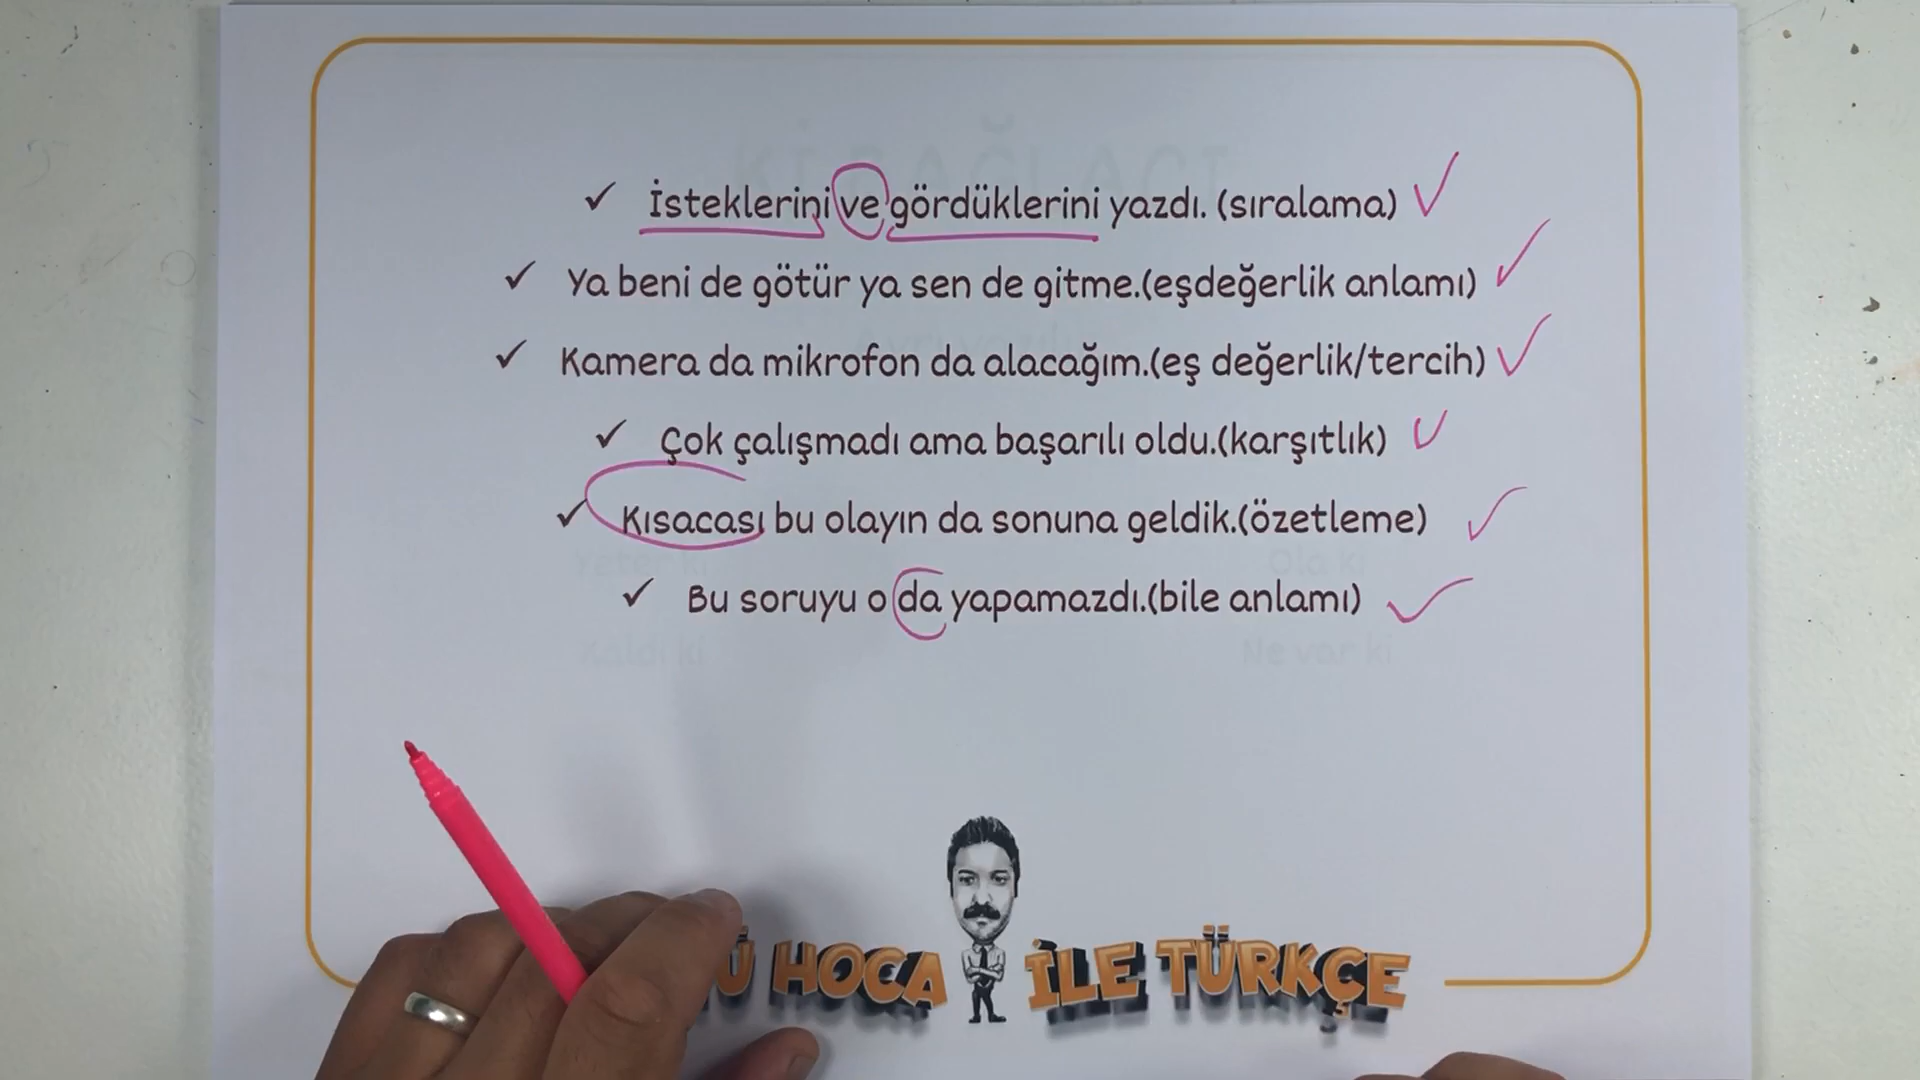 ✓ İsteklerini ve gördüklerini yazdı. (sıralama)
✓ Ya beni de götür ya sen de gitme.(eşdeğerlik anlamı)
✓ Kamera da mikrofon da alacağım.(eş değerlik/tercih)
✓ Çok çalışmadı ama başarılı oldu.(karşıtlık)
✓ Kısacası bu olayın da sonuna geldik.(özetleme)
✓ Bu soruyu o da yapamazdı.(bile anlamı)
HOCA İLE TÜRKÇE